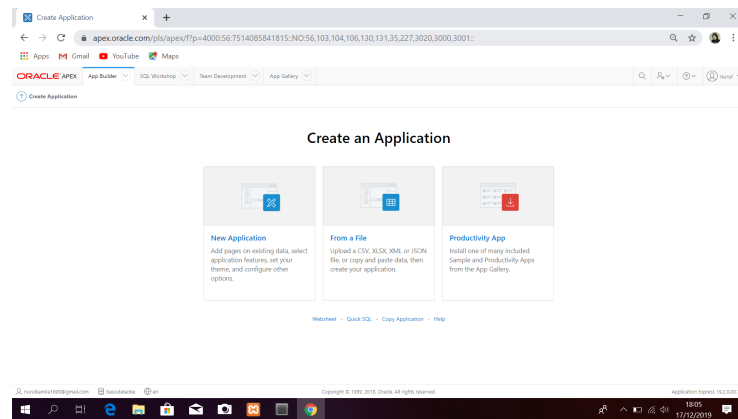 Create Application
apex.oracle.com/pls/apex/f?p=4000:56:7514085841815::NO:56,103,104,106,130,131,35,227,3020,3000,3001::
Apps Gmail YouTube Maps
ORACLE APEX App Builder SQL Workshop Team Development App Gallery nurul
Create Application
Create an Application
New Application
Add pages on existing data, select
application features, set your
theme, and configure other
options.
From a File
Upload a CSV, XLSX, XML or JSON
file, or copy and paste data, then
create your application.
Productivity App
Install one of many included
Sample and Productivity Apps
from the App Gallery.
Websheet Quick SQL Copy Application Help
en Copyright © 1999, 2019, Oracle. All rights reserved. Application Express 19.2.0.00.
18:05
17/12/2019